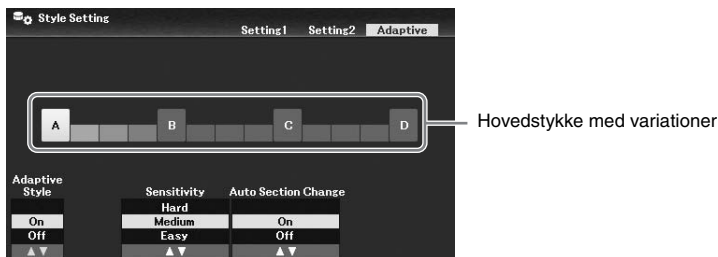 Style Setting
Setting1 Setting2 Adaptive
A B C D
Hovedstykke med variationer
Adaptive
Style Sensitivity Auto Section Change
Hard
On Medium On
Off Easy Off